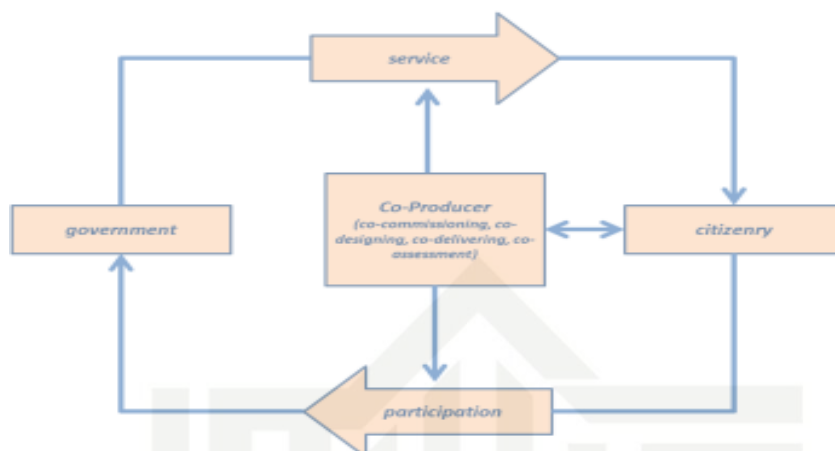 service
Co-Producer
(co-commissioning, co-
designing, co-delivering, co-
assessment)
government
citizenry
participation